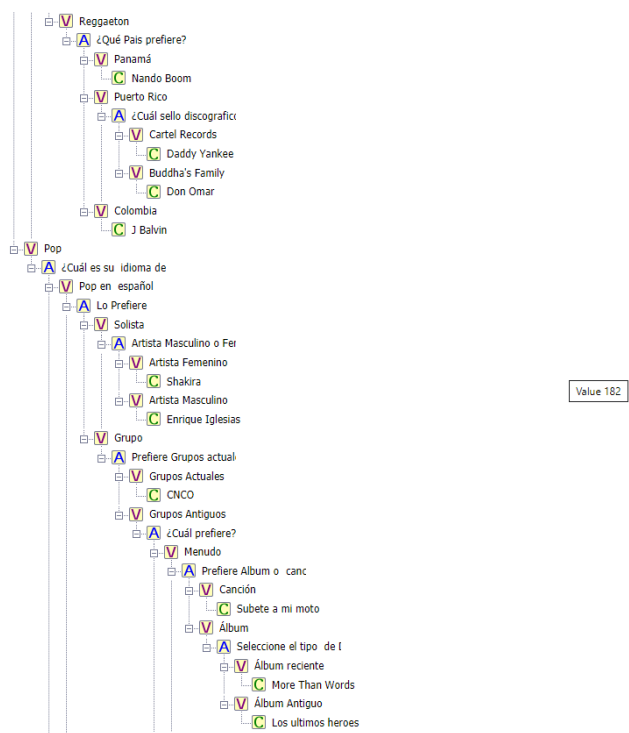 V Reggaeton
A ¿Qué Pais prefiere?
V Panamá
C Nando Boom
V Puerto Rico
A ¿Cuál sello discografico
V Cartel Records
C Daddy Yankee
V Buddha's Family
C Don Omar
V Colombia
C J Balvin
V Pop
A ¿Cuál es su idioma de
V Pop en español
A Lo Prefiere
V Solista
A Artista Masculino o Fer
V Artista Femenino
C Shakira
Value 182
V Artista Masculino
C Enrique Iglesias
V Grupo
A Prefiere Grupos actual
V Grupos Actuales
C CNCO
V Grupos Antiguos
A ¿Cuál prefiere?
V Menudo
A Prefiere Album o canc
V Canción
C Subete a mi moto
V Álbum
A Seleccione el tipo de
V Álbum reciente
C More Than Words
V Álbum Antiguo
C Los ultimos heroes